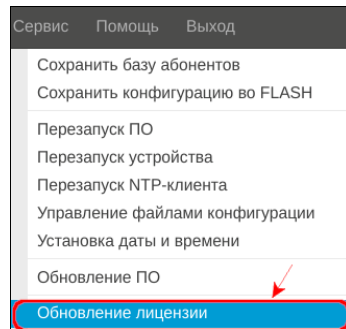 Сервис Помощь Выход
Сохранить базу абонентов
Сохранить конфигурацию во FLASH
Перезапуск ПО
Перезапуск устройства
Перезапуск NTP-клиента
Управление файлами конфигурации
Установка даты и времени
Обновление ПО
Обновление лицензии